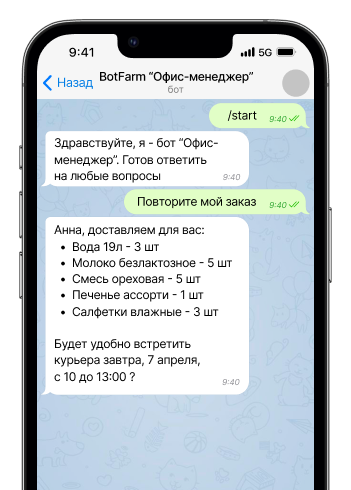 9:41
5G
Назад
BotFarm “Офис-менеджер”
бот
/start
9:40
Здравствуйте, я - бот “Офис-
менеджер”. Готов ответить
на любые вопросы
9:40
Повторите мой заказ
9:40
Анна, доставляем для вас:
• Вода 19л - 3 шт
• Молоко безлактозное - 5 шт
• Смесь ореховая - 5 шт
• Печенье ассорти - 1 шт
• Салфетки влажные - 3 шт
Будет удобно встретить
курьера завтра, 7 апреля,
с 10 до 13:00 ?
9:40